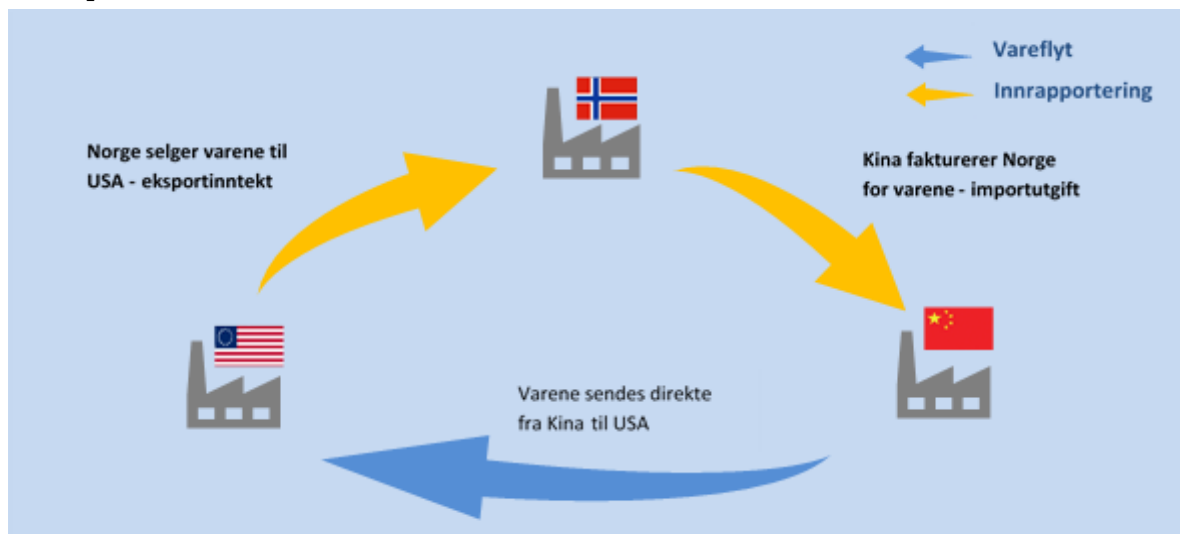 Vareflyt
Innrapportering
Norge selger varene til
USA - eksportinntekt
Kina fakturerer Norge
for varene - importutgift
Varene sendes direkte
fra Kina til USA